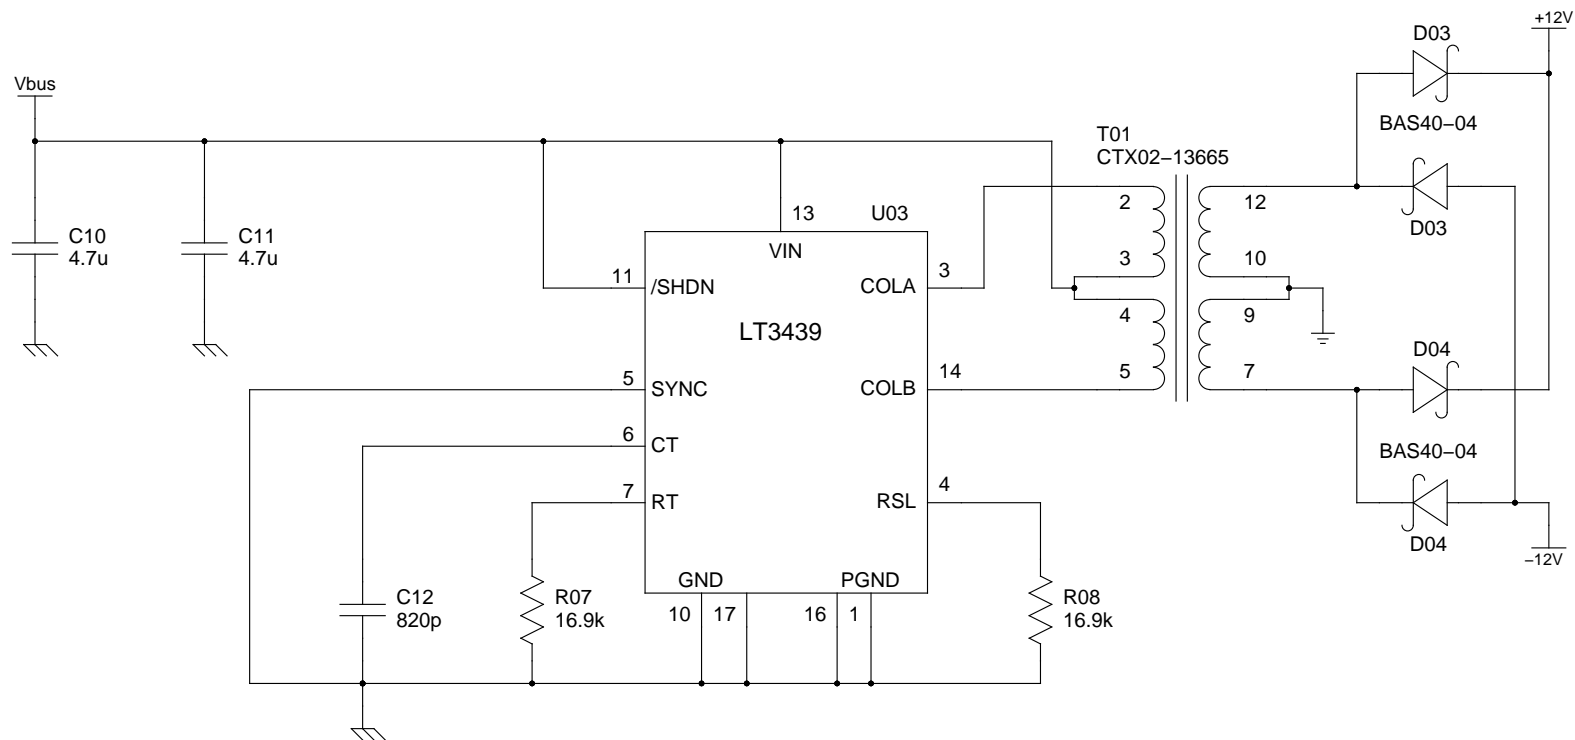 +12V
D03
Vbus
BAS40−04
T01
CTX02−13665
13
U03
2
12
D03
C10
4.7u
C11
4.7u
VIN
3
10
11
/SHDN
COLA
3
LT3439
4
9
D04
5
SYNC
COLB
14
5
7
6
CT
BAS40−04
7
RT
RSL
4
D04
−12V
GND
PGND
C12
820p
R07
16.9k
10
17
16
1
R08
16.9k